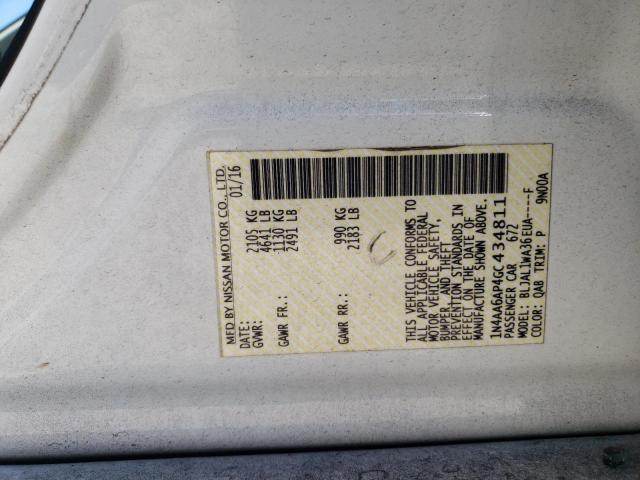 MFD BY NISSAN MOTOR CO., LTD.
DATE: 01/16
GVWR: 2105 KG
4641 LB
GAWR FR.: 1130 KG
2491 LB
GAWR RR.: 990 KG
2183 LB
THIS VEHICLE CONFORMS TO
ALL APPLICABLE FEDERAL
MOTOR VEHICLE SAFETY,
BUMPER, AND THEFT
PREVENTION STANDARDS IN
EFFECT ON THE DATE OF
MANUFACTURE SHOWN ABOVE.
1N4AA6AP4GC434811
PASSENGER CAR 672
MODEL: BLJAL1WA36EUA-----F
COLOR: QAB TRIM: P 9N00A